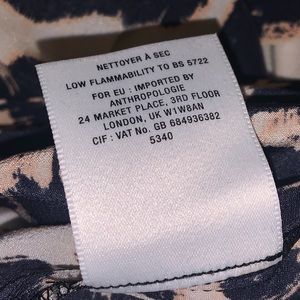 NETTOYER À SEC
LOW FLAMMABILITY TO BS 5722
FOR EU : IMPORTED BY
ANTHROPOLOGIE
24 MARKET PLACE, 3RD FLOOR
LONDON, UK W1W8AN
CIF : VAT No. GB 684936382
5340